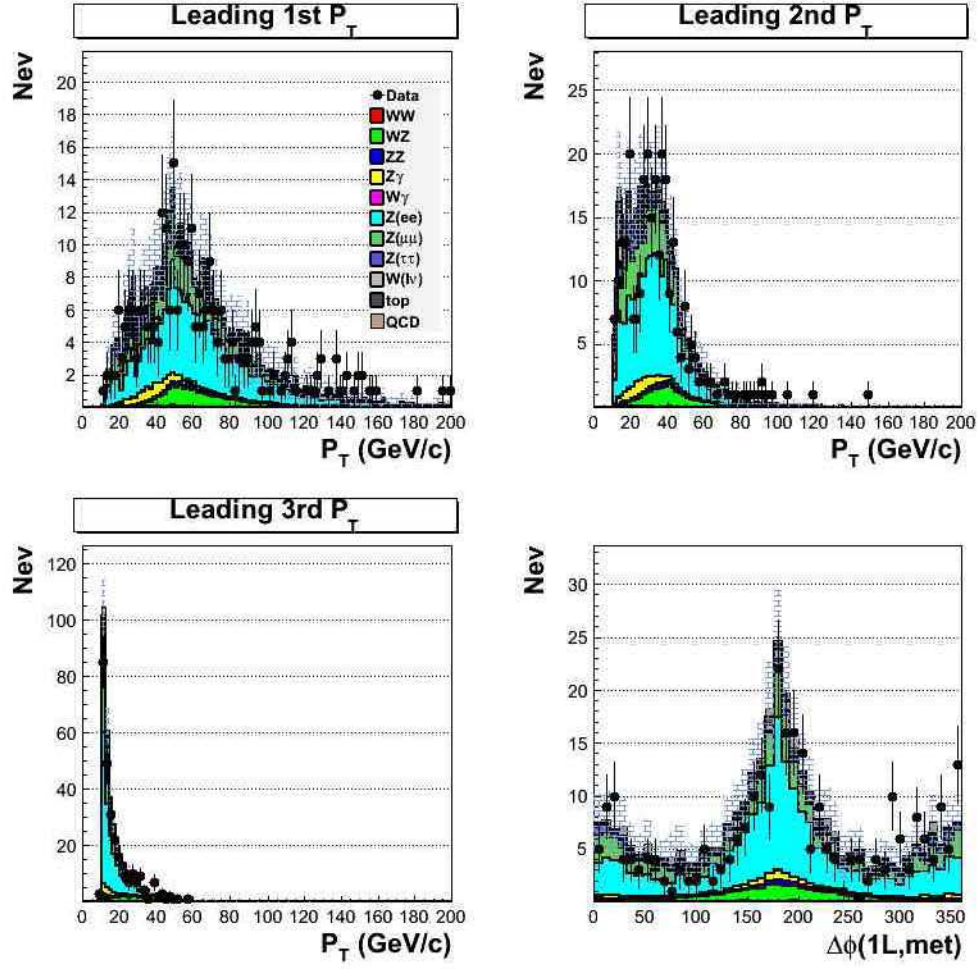 Leading 1st P_T
Nev
20
18
16
14
12
10
8
6
4
2
0 20 40 60 80 100 120 140 160 180 200
P_T (GeV/c)
Data
WW
WZ
ZZ
Zγ
Wγ
Z(ee)
Z(μμ)
Z(ττ)
W(lν)
top
QCD
Leading 2nd P_T
Nev
25
20
15
10
5
0 20 40 60 80 100 120 140 160 180 200
P_T (GeV/c)
Leading 3rd P_T
Nev
120
100
80
60
40
20
0 20 40 60 80 100 120 140 160 180 200
P_T (GeV/c)
Nev
30
25
20
15
10
5
0 50 100 150 200 250 300 350
Δϕ(1L,met)